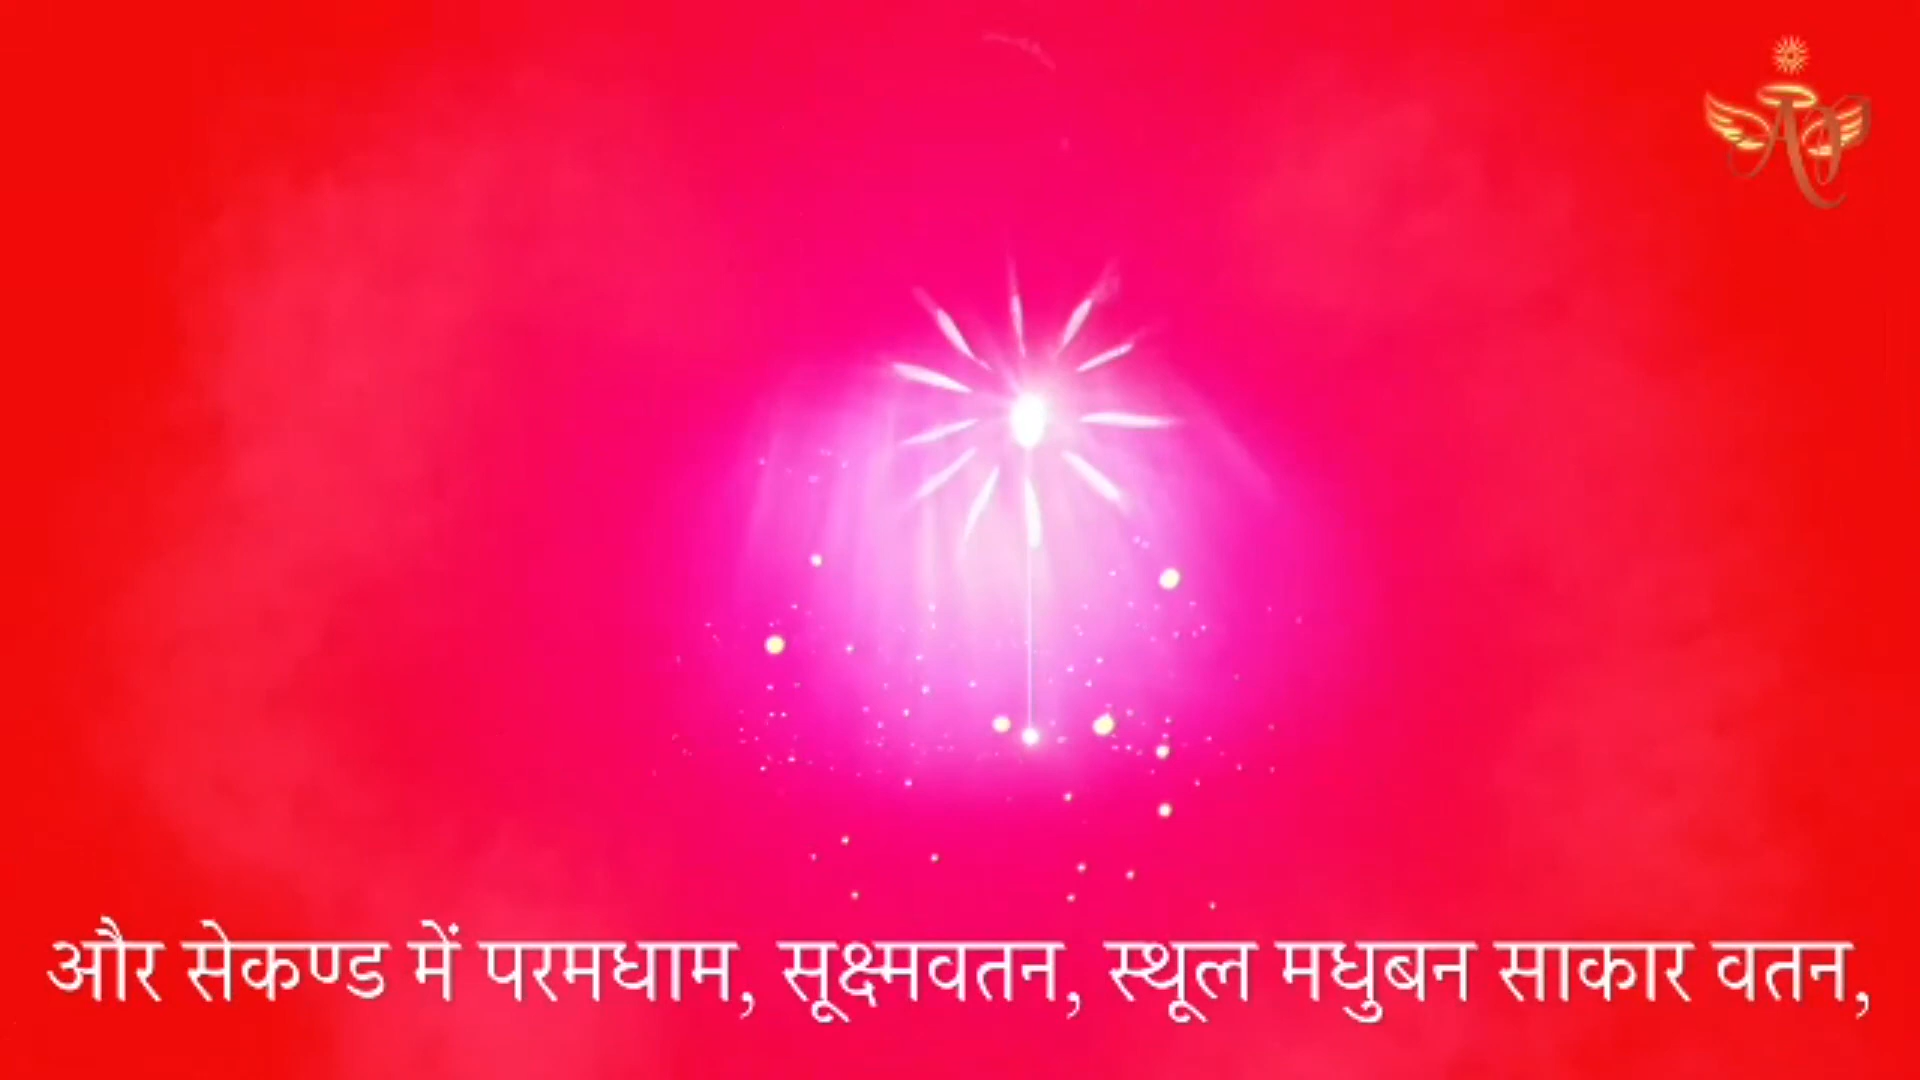 और सेकण्ड में परमधाम, सूक्ष्मवतन, स्थूल मधुबन साकार वतन,